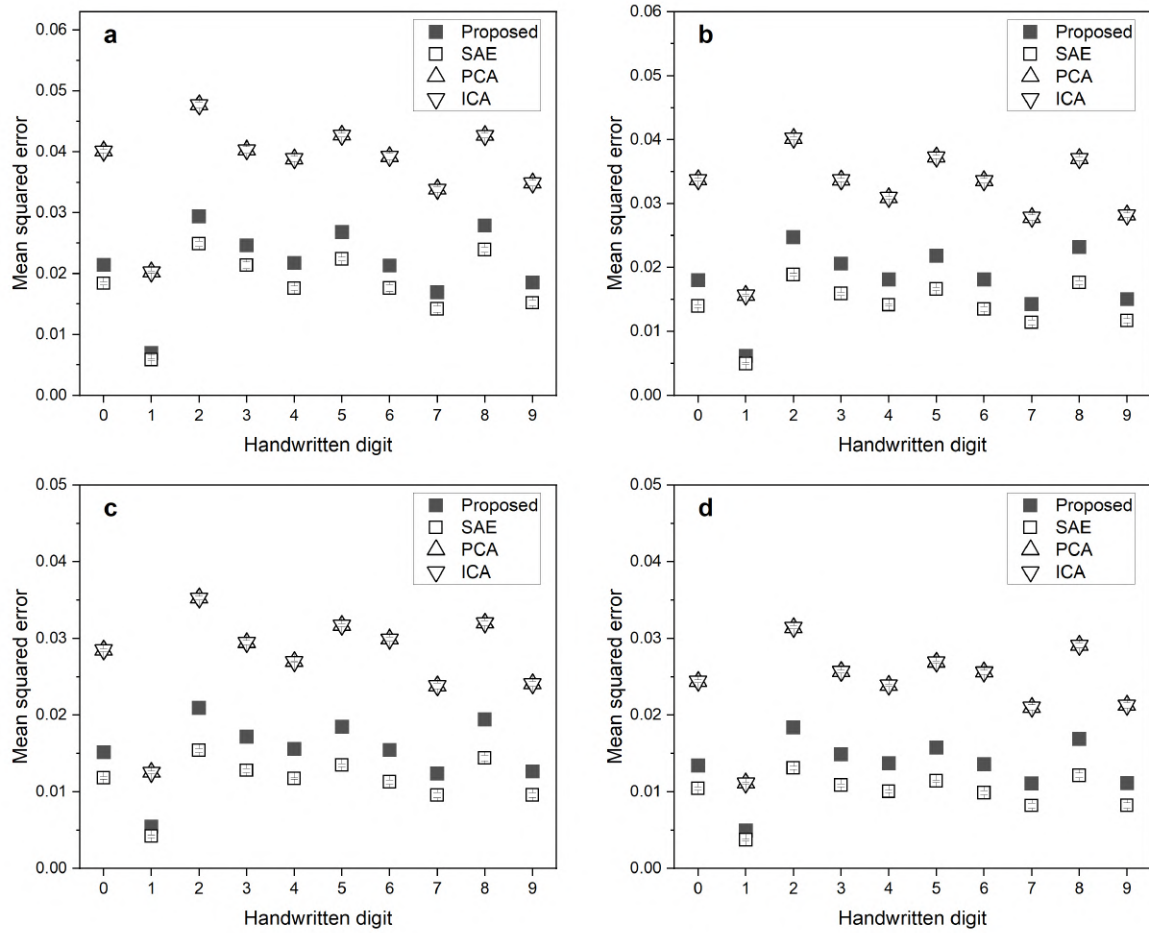 a
Proposed
SAE
PCA
ICA
0.06
0.05
0.04
0.03
0.02
0.01
0.00
Mean squared error
0 1 2 3 4 5 6 7 8 9
Handwritten digit
b
Proposed
SAE
PCA
ICA
0.06
0.05
0.04
0.03
0.02
0.01
0.00
Mean squared error
0 1 2 3 4 5 6 7 8 9
Handwritten digit
c
Proposed
SAE
PCA
ICA
0.05
0.04
0.03
0.02
0.01
0.00
Mean squared error
0 1 2 3 4 5 6 7 8 9
Handwritten digit
d
Proposed
SAE
PCA
ICA
0.05
0.04
0.03
0.02
0.01
0.00
Mean squared error
0 1 2 3 4 5 6 7 8 9
Handwritten digit